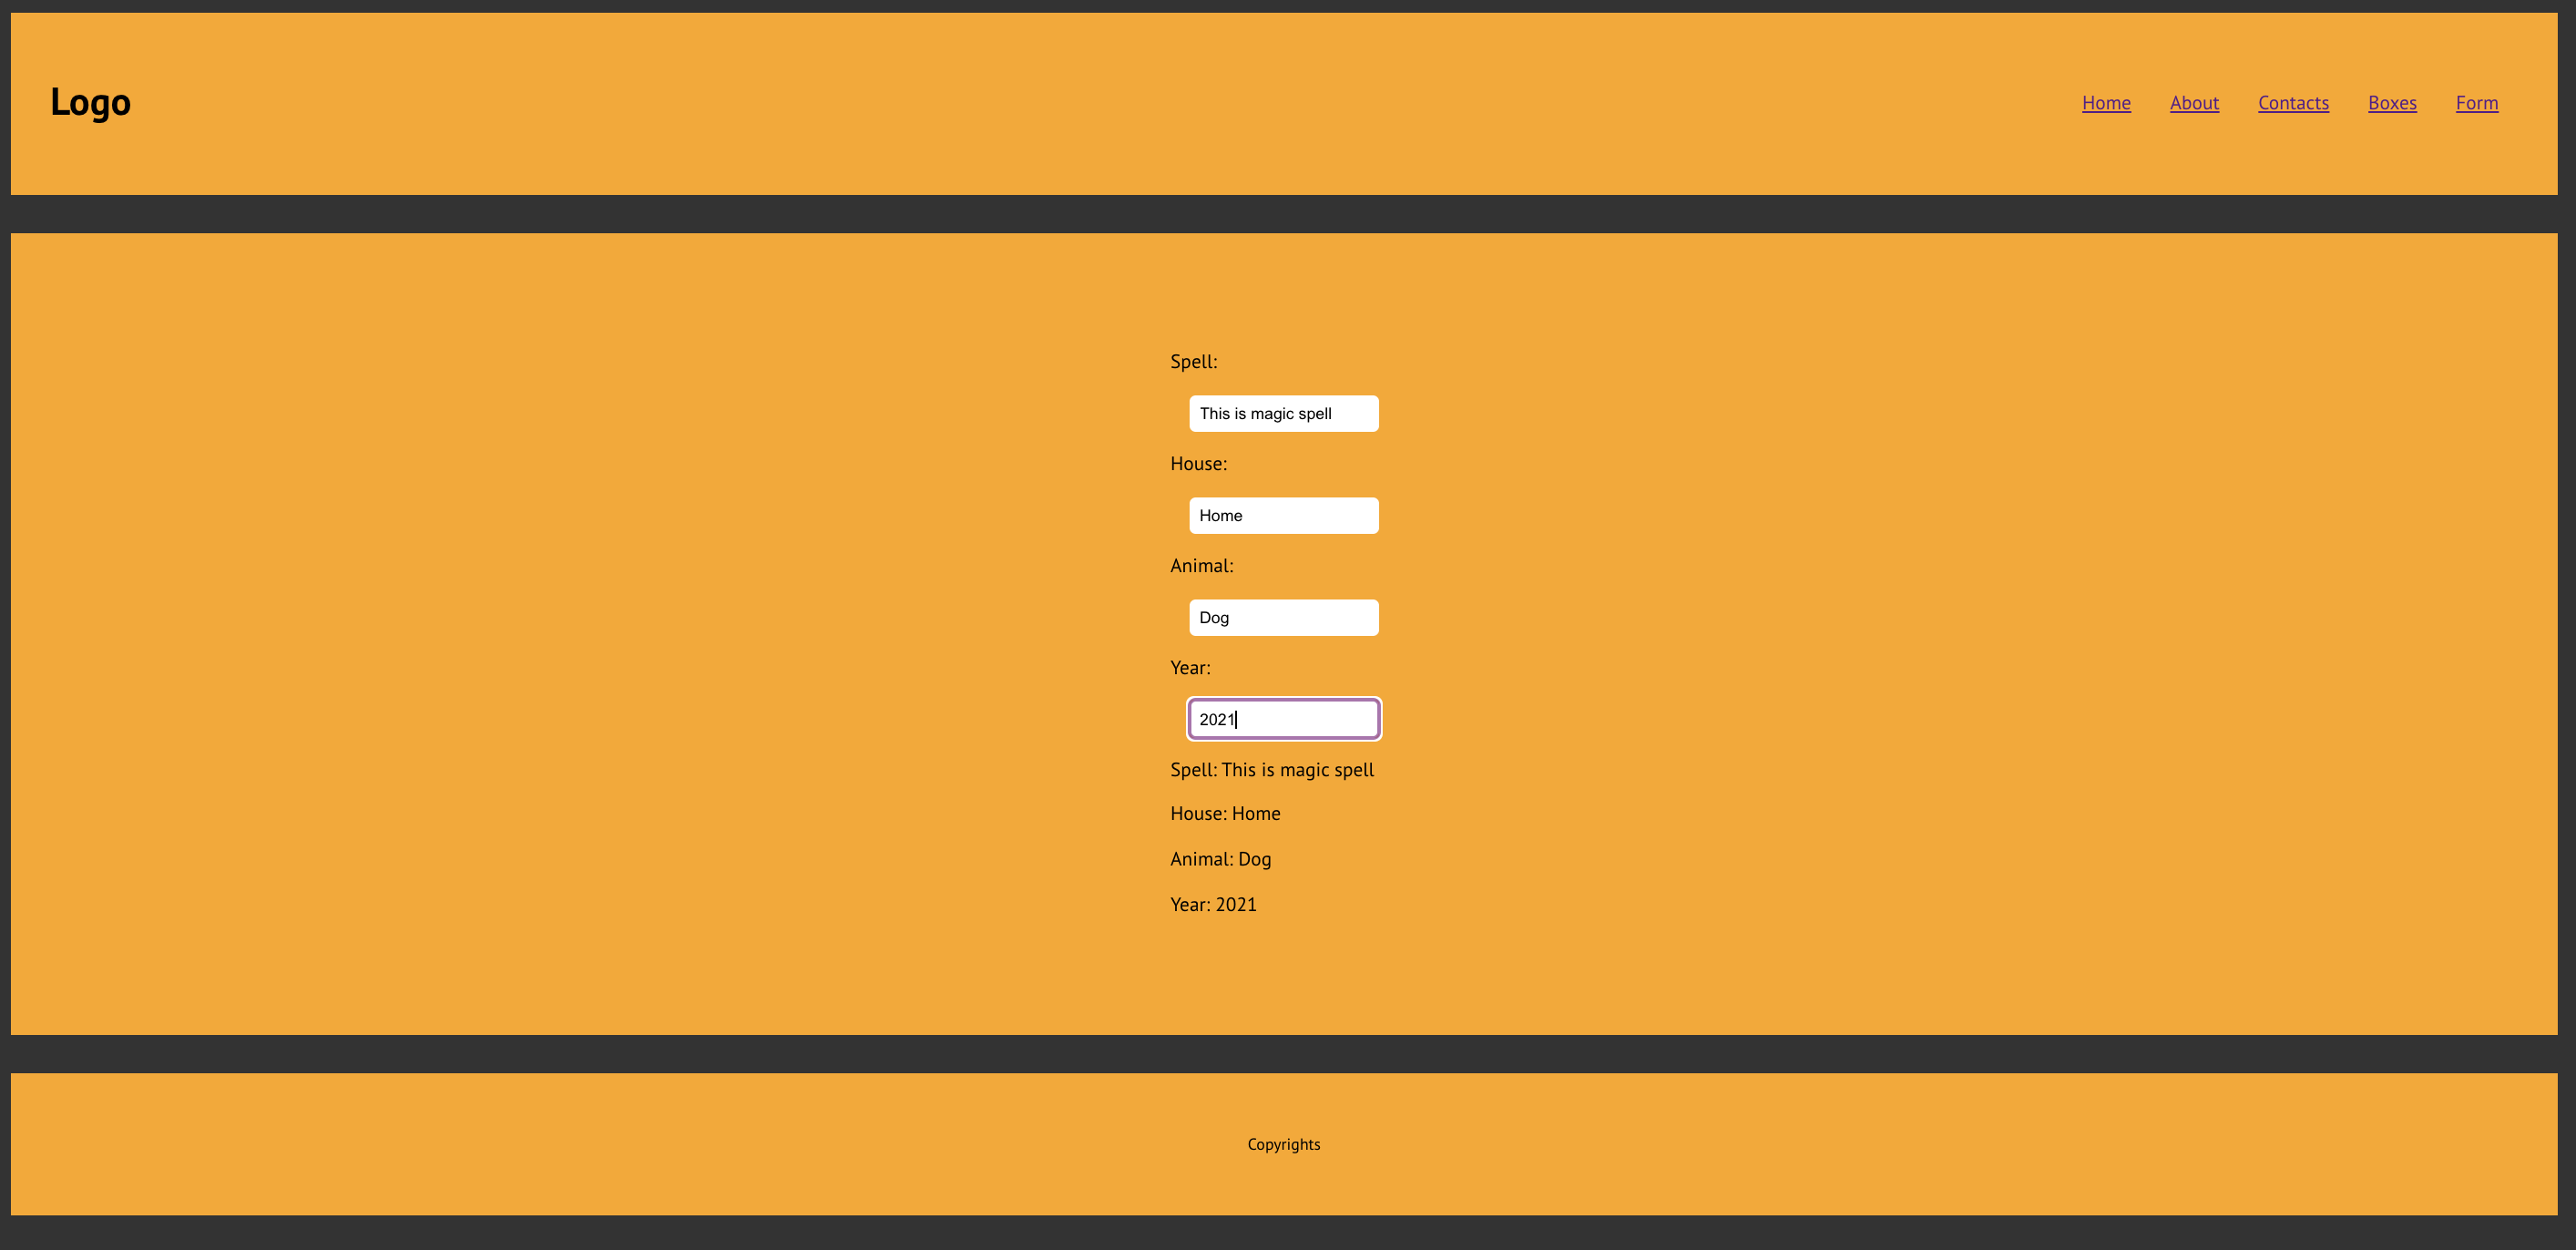 Logo
Home About Contacts Boxes Form
Spell:
This is magic spell
House:
Home
Animal:
Dog
Year:
2021
Spell: This is magic spell
House: Home
Animal: Dog
Year: 2021
Copyrights